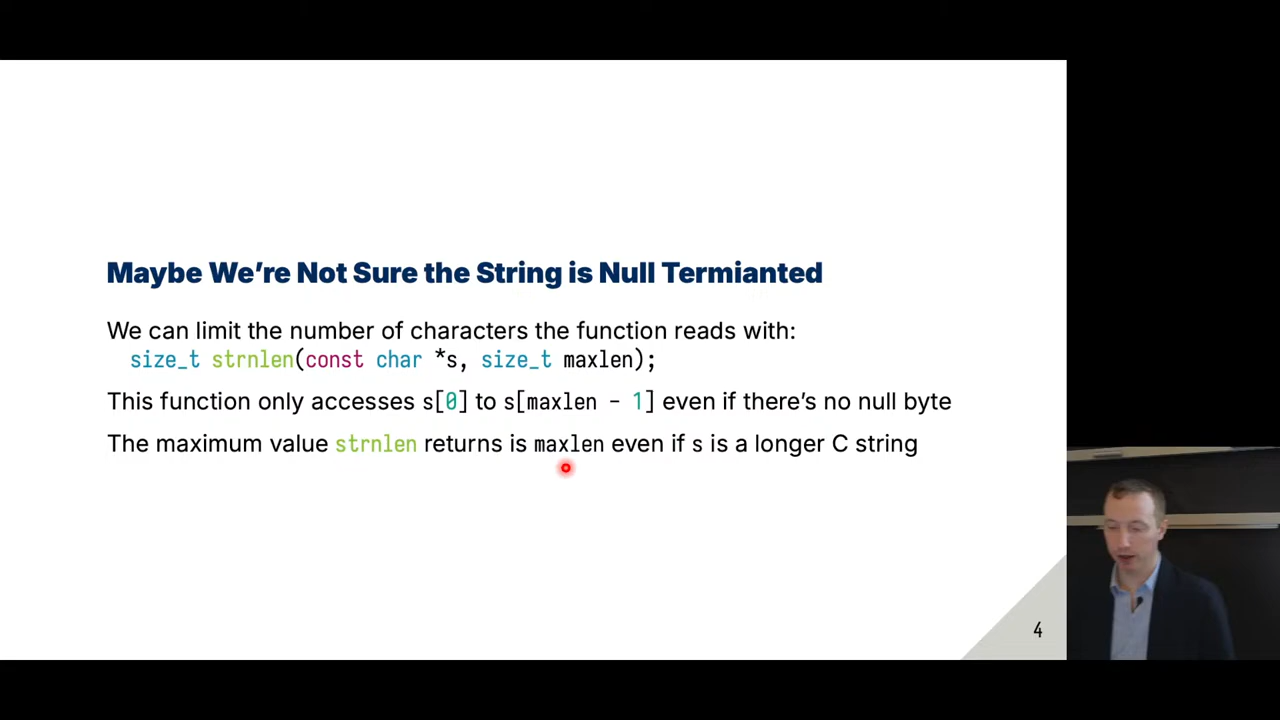 Maybe We're Not Sure the String is Null Termianted
We can limit the number of characters the function reads with:
size_t strnlen(const char *s, size_t maxlen);
This function only accesses s[0] to s[maxlen - 1] even if there's no null byte
The maximum value strnlen returns is maxlen even if s is a longer C string
4